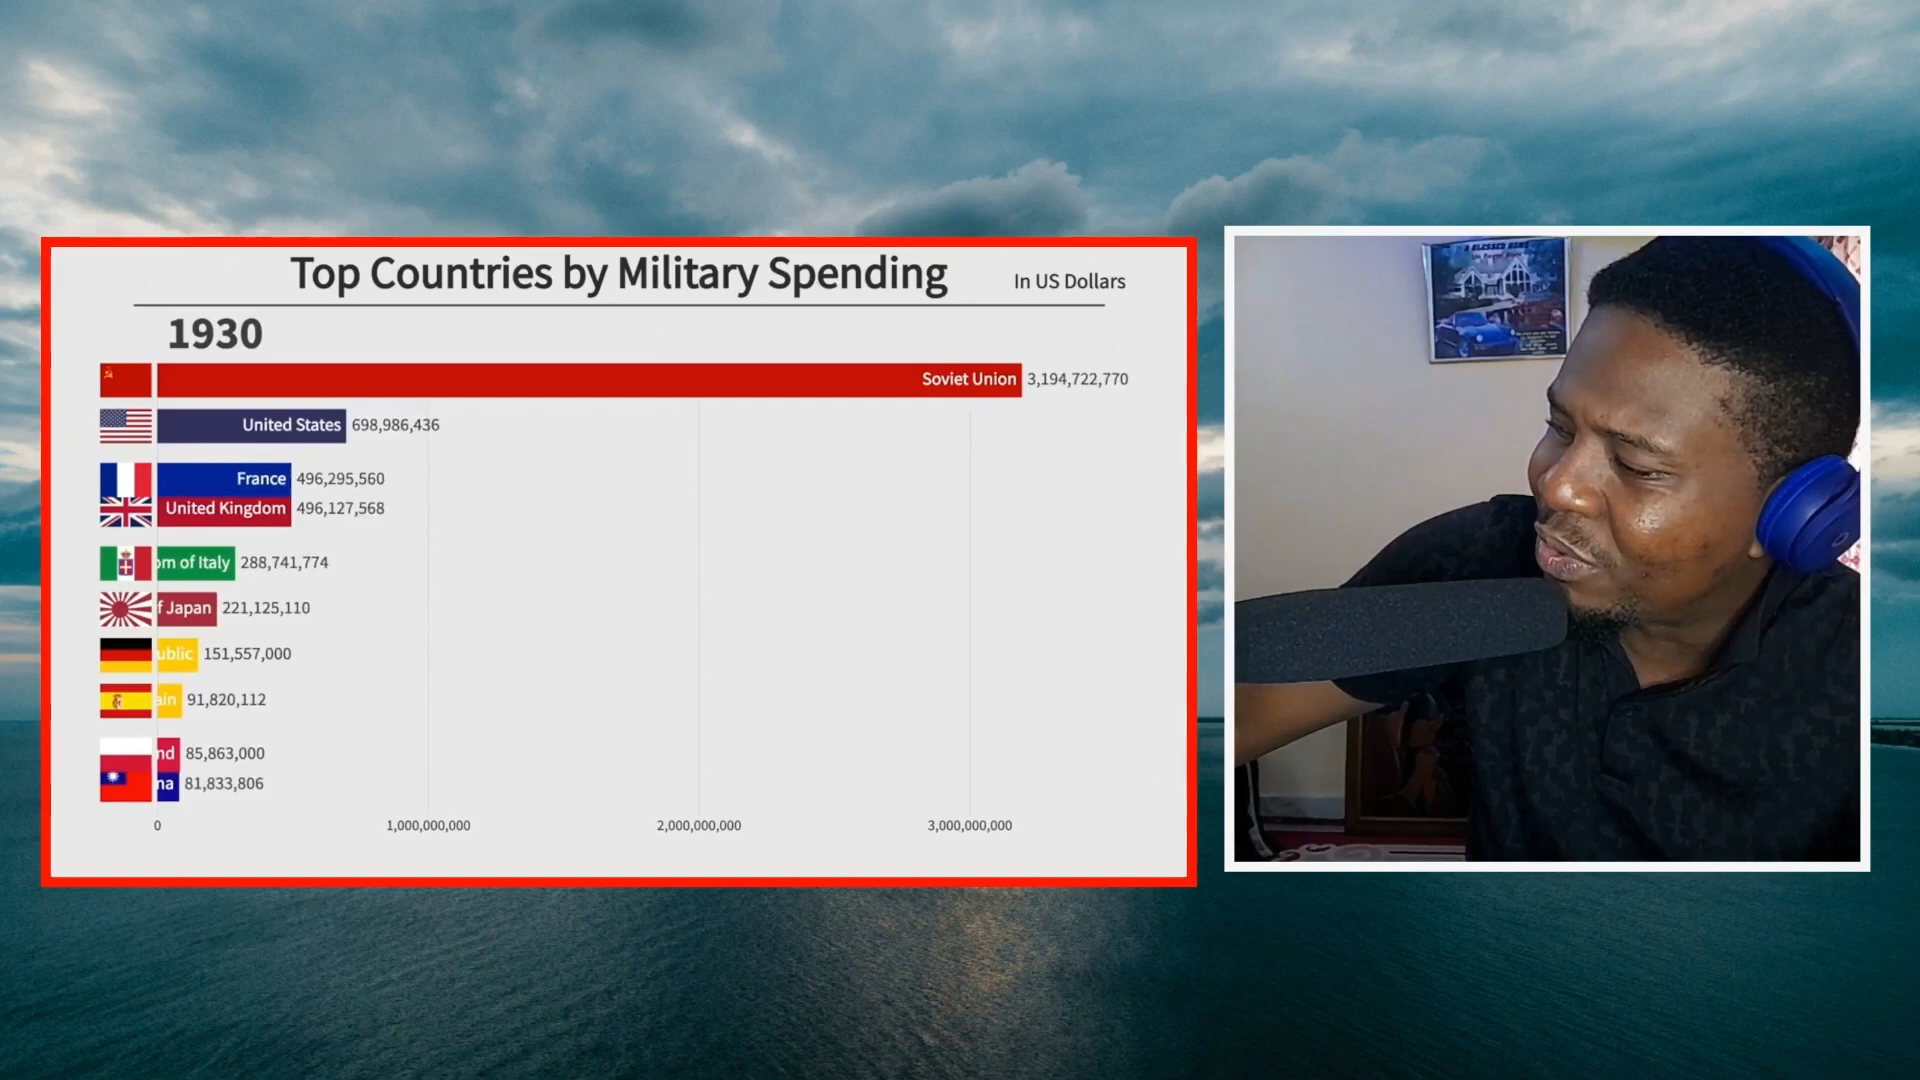 Top Countries by Military Spending
In US Dollars
1930
Soviet Union 3,194,722,770
United States 698,986,436
France 496,295,560
United Kingdom 496,127,568
om of Italy 288,741,774
f Japan 221,125,110
ublic 151,557,000
ain 91,820,112
nd 85,863,000
na 81,833,806
0 1,000,000,000 2,000,000,000 3,000,000,000
A BLESSED HOME